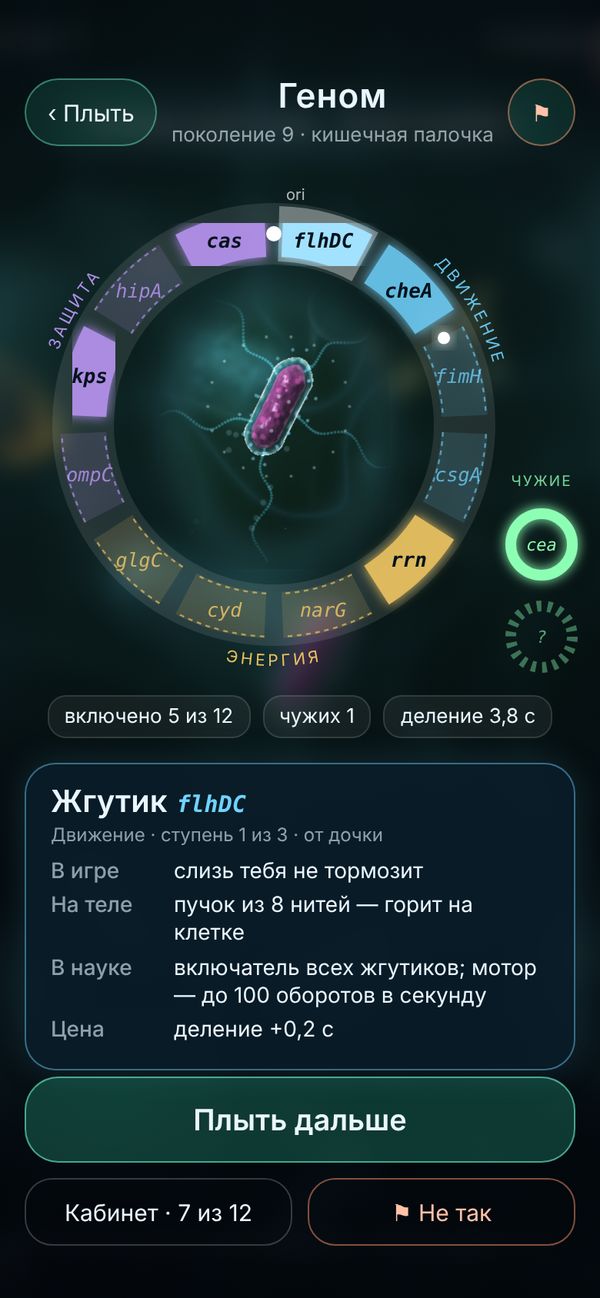 ‹ Плыть
Геном
поколение 9 · кишечная палочка
⚑
ori
cas
flhDC
hipA
cheA
ЗАЩИТА
ДВИЖЕНИЕ
kps
fimH
ompC
csgA
ЧУЖИЕ
glgC
rrn
cea
cyd
narG
?
ЭНЕРГИЯ
включено 5 из 12
чужих 1
деление 3,8 с
Жгутик flhDC
Движение · ступень 1 из 3 · от дочки
В игре слизь тебя не тормозит
На теле пучок из 8 нитей — горит на
клетке
В науке включатель всех жгутиков; мотор
— до 100 оборотов в секунду
Цена деление +0,2 с
Плыть дальше
Кабинет · 7 из 12
⚑ Не так